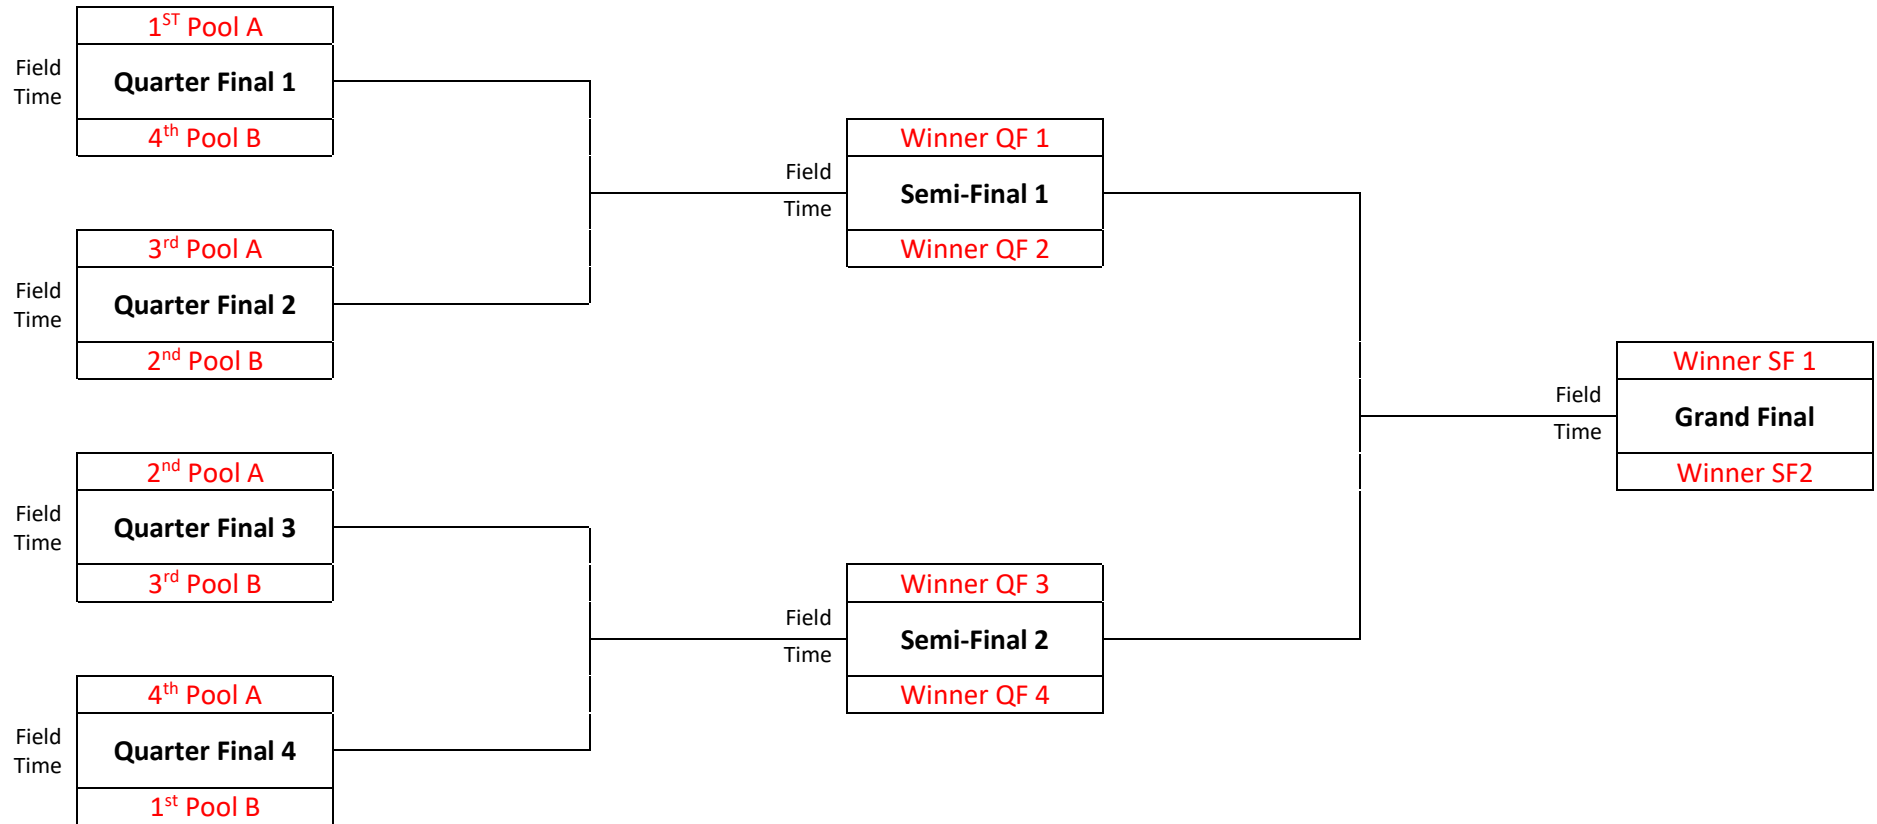 1ST Pool A
Field
Time
Quarter Final 1
4th Pool B
3rd Pool A
Field
Time
Quarter Final 2
2nd Pool B
2nd Pool A
Field
Time
Quarter Final 3
3rd Pool B
4th Pool A
Field
Time
Quarter Final 4
1st Pool B
Winner QF 1
Field
Time
Semi-Final 1
Winner QF 2
Winner QF 3
Field
Time
Semi-Final 2
Winner QF 4
Winner SF 1
Field
Time
Grand Final
Winner SF2